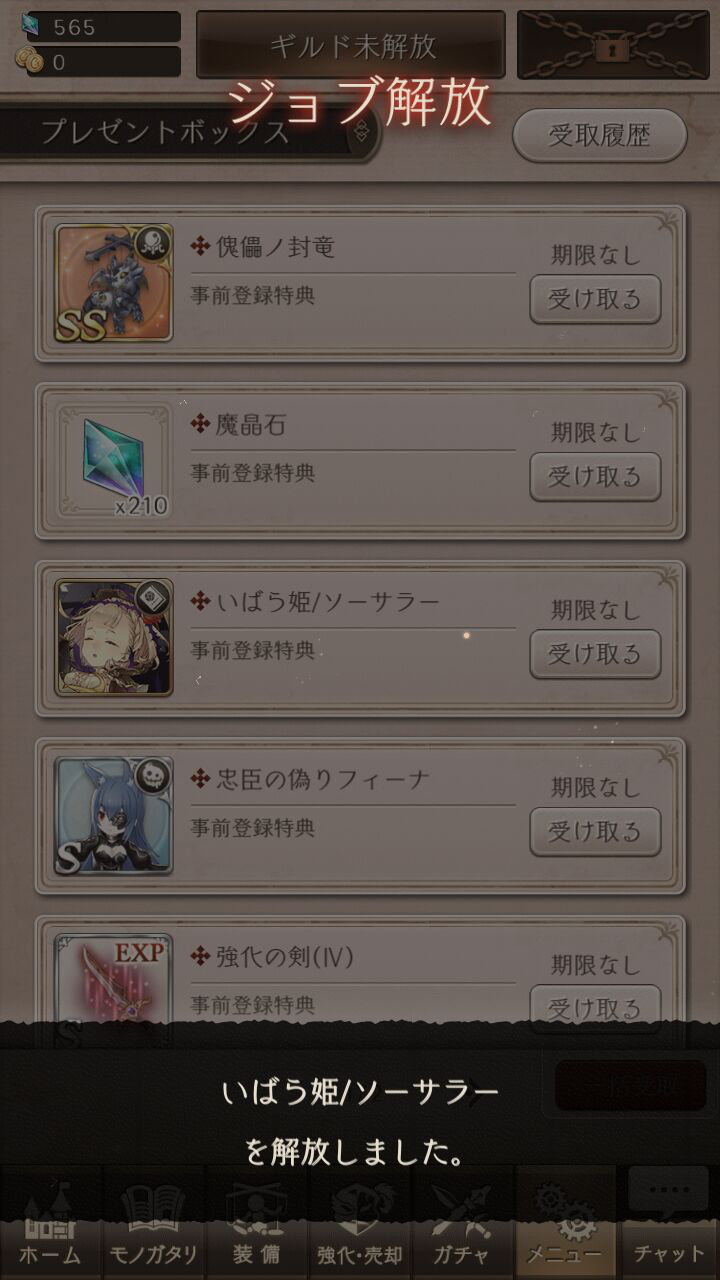 565
0
ギルド未解放
ジョブ解放
プレゼントボックス
受取履歴
SS
傀儡ノ封竜
事前登録特典
期限なし
受け取る
x210
魔晶石
事前登録特典
期限なし
受け取る
いばら姫/ソーサラー
事前登録特典
期限なし
受け取る
S
忠臣の偽りフィーナ
事前登録特典
期限なし
受け取る
EXP
S
強化の剣(Ⅳ)
事前登録特典
期限なし
受け取る
いばら姫/ソーサラー
を解放しました。
ホーム
モノガタリ
装備
強化・売却
ガチャ
メニュー
チャット